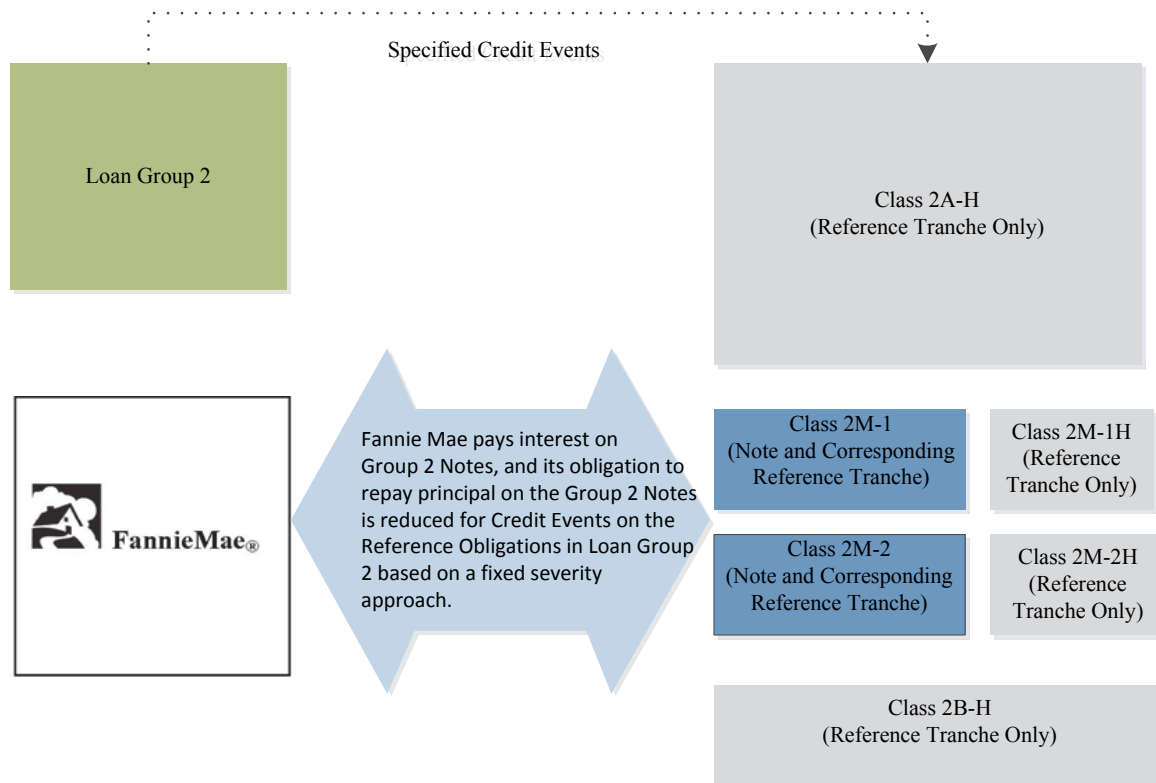 Specified Credit Events
Loan Group 2
Class 2A-H
(Reference Tranche Only)
Fannie Mae pays interest on
Group 2 Notes, and its obligation to
repay principal on the Group 2 Notes
is reduced for Credit Events on the
Reference Obligations in Loan Group
2 based on a fixed severity
approach.
FannieMae®
Class 2M-1
(Note and Corresponding
Reference Tranche)
Class 2M-1H
(Reference
Tranche Only)
Class 2M-2
(Note and Corresponding
Reference Tranche)
Class 2M-2H
(Reference
Tranche Only)
Class 2B-H
(Reference Tranche Only)